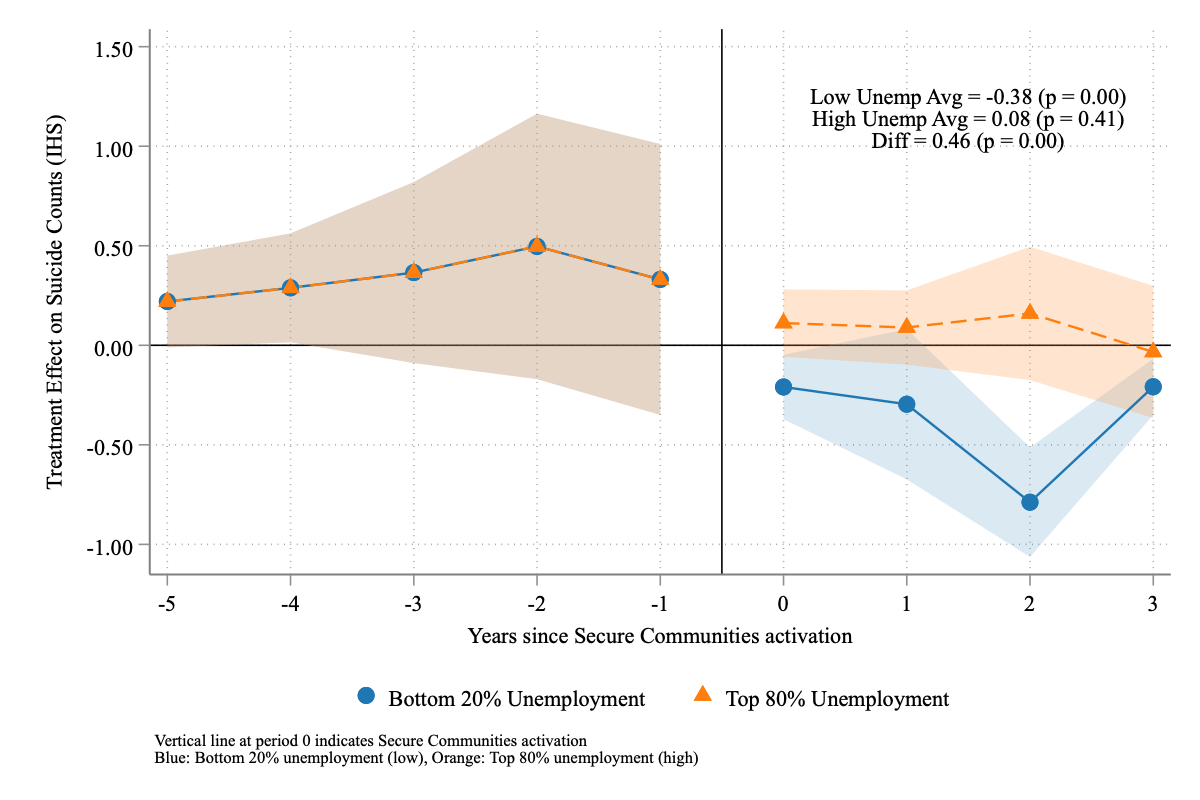 Treatment Effect on Suicide Counts (IHS)
1.50
1.00
0.50
0.00
-0.50
-1.00
Low Unemp Avg = -0.38 (p = 0.00)
High Unemp Avg = 0.08 (p = 0.41)
Diff = 0.46 (p = 0.00)
-5 -4 -3 -2 -1 0 1 2 3
Years since Secure Communities activation
Bottom 20% Unemployment Top 80% Unemployment
Vertical line at period 0 indicates Secure Communities activation
Blue: Bottom 20% unemployment (low), Orange: Top 80% unemployment (high)